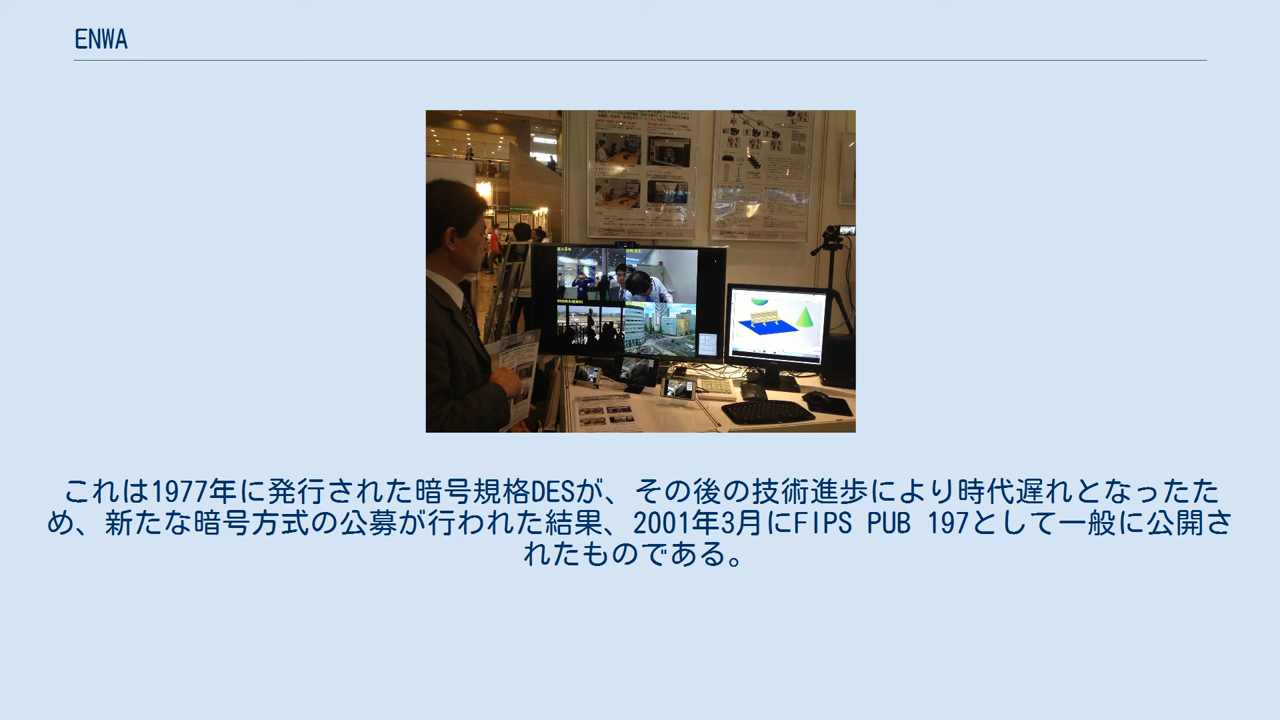 ENWA
これは1977年に発行された暗号規格DESが、その後の技術進歩により時代遅れとなったた
め、新たな暗号方式の公募が行われた結果、2001年3月にFIPS PUB 197として一般に公開さ
れたものである。